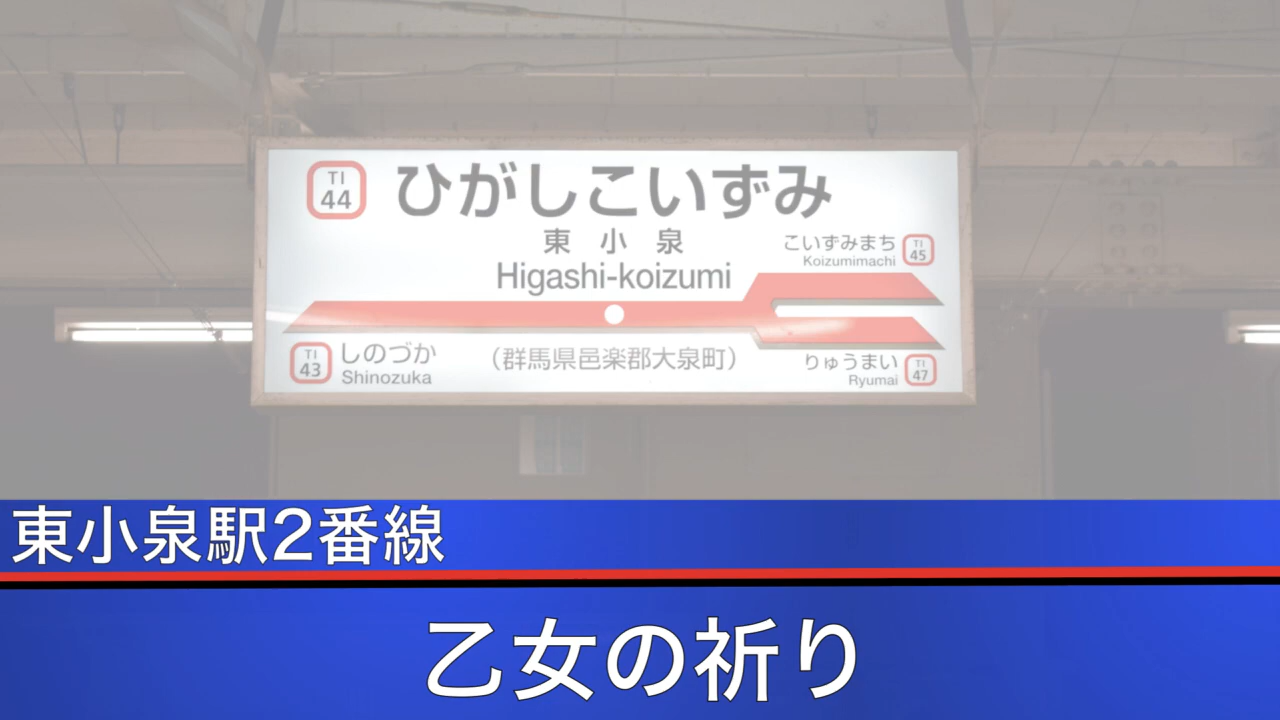 TI
44
ひがしこいずみ
東小泉
Higashi-koizumi
こいずみまち
Koizumimachi
TI
45
TI
43
しのづか
Shinozuka
（群馬県邑楽郡大泉町）
りゅうまい
Ryumai
TI
47
東小泉駅2番線
乙女の祈り